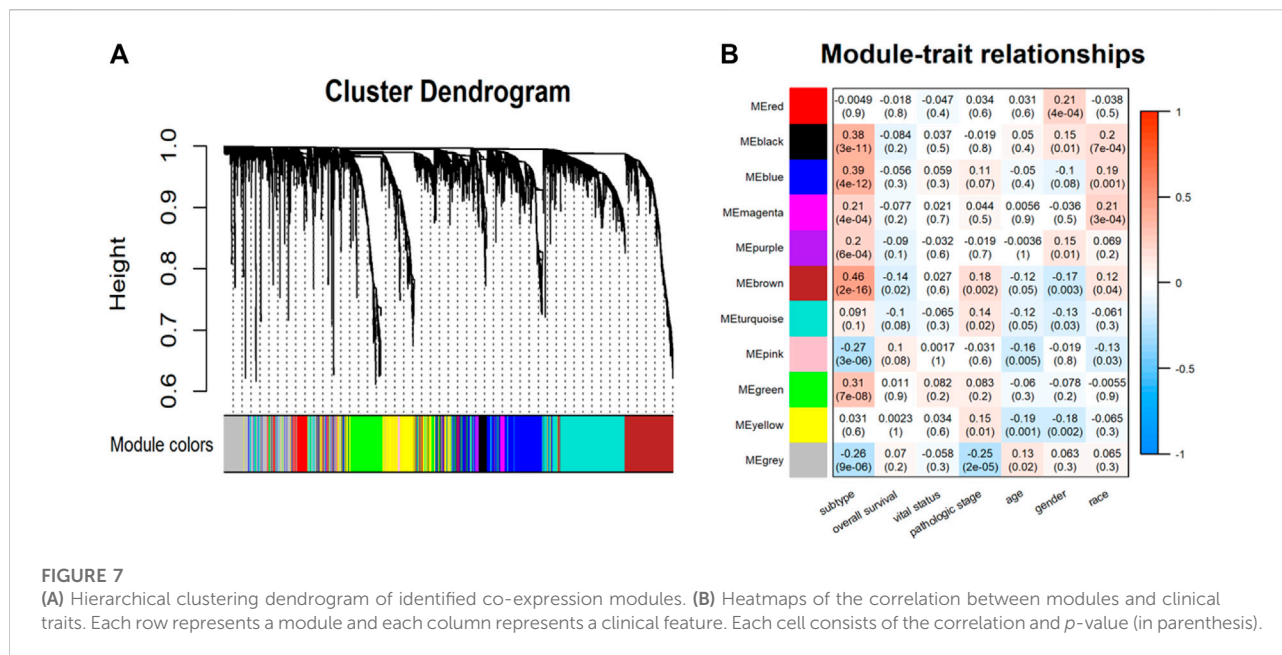 A
Cluster Dendrogram
Height
1.0
0.9
0.8
0.7
0.6
Module colors
B
Module-trait relationships
MEred -0.0049 -0.018 -0.047 0.034 0.031 0.21 -0.038
(0.9) (0.8) (0.4) (0.6) (0.6) (4e-04) (0.5)
MEblack 0.38 -0.084 0.037 -0.019 0.05 0.15 0.2
(3e-11) (0.2) (0.5) (0.8) (0.4) (0.01) (7e-04)
MEblue 0.39 -0.056 0.059 0.11 -0.05 -0.1 0.19
(4e-12) (0.3) (0.3) (0.07) (0.4) (0.08) (0.001)
MEmagenta 0.21 -0.077 0.021 0.044 0.0056 -0.036 0.21
(4e-04) (0.2) (0.7) (0.5) (0.9) (0.5) (3e-04)
MEpurple 0.2 -0.09 -0.032 -0.019 -0.0036 0.15 0.069
(6e-04) (0.1) (0.6) (0.7) (1) (0.01) (0.2)
MEbrown 0.46 -0.14 0.027 0.18 -0.12 -0.17 0.12
(2e-16) (0.02) (0.6) (0.002) (0.05) (0.003) (0.04)
MEturquoise 0.091 -0.1 -0.065 0.14 -0.12 -0.13 -0.061
(0.1) (0.08) (0.3) (0.02) (0.05) (0.03) (0.3)
MEpink -0.27 0.1 0.0017 -0.031 -0.16 -0.019 -0.13
(3e-06) (0.08) (1) (0.6) (0.005) (0.8) (0.03)
MEgreen 0.31 0.011 0.082 0.083 -0.06 -0.078 -0.0055
(7e-08) (0.9) (0.2) (0.2) (0.3) (0.2) (0.9)
MEyellow 0.031 0.0023 0.034 0.15 -0.19 -0.18 -0.065
(0.6) (1) (0.6) (0.01) (0.001) (0.002) (0.3)
MEgrey -0.26 0.07 -0.058 -0.25 0.13 0.063 0.065
(9e-06) (0.2) (0.3) (2e-05) (0.02) (0.3) (0.3)
subtype overall survival vital status pathologic stage age gender race
1
0.5
0
-0.5
-1
FIGURE 7
(A) Hierarchical clustering dendrogram of identified co-expression modules. (B) Heatmaps of the correlation between modules and clinical
traits. Each row represents a module and each column represents a clinical feature. Each cell consists of the correlation and p-value (in parenthesis).